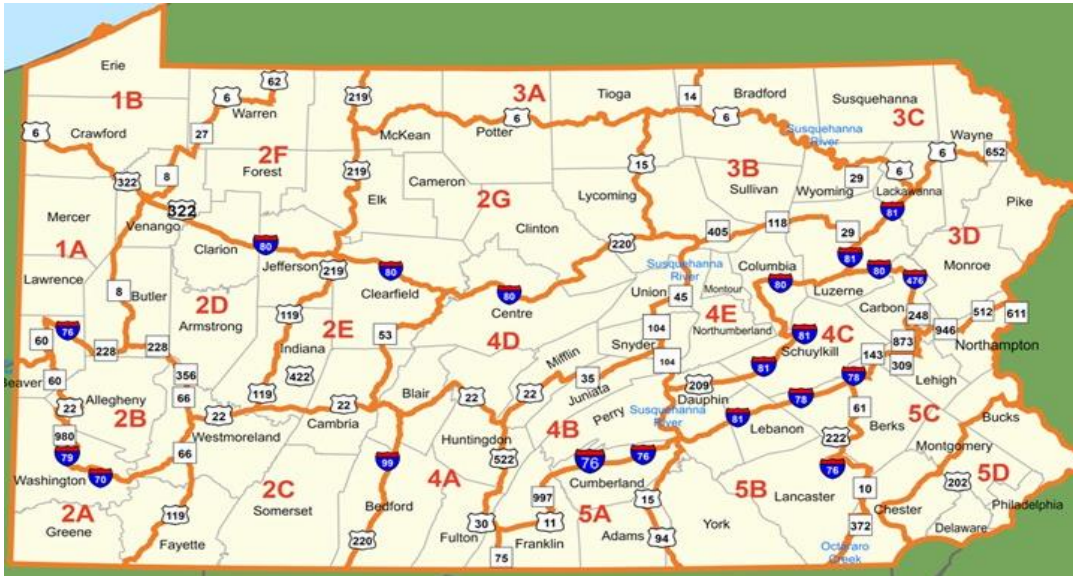 Erie
62
6
Warren
219
3A
Tioga
14
Bradford
Susquehanna
1B
6
Crawford
27
McKean
Potter
6
6
Susquehanna
River
3C
Wayne
652
6
8
2F
Forest
219
Cameron
15
3B
Sullivan
Wyoming
29
6
Lackawanna
322
322
Elk
2G
Lycoming
81
Pike
Mercer
Venango
Clarion
80
Clinton
220
405
118
29
3D
1A
Jefferson
219
80
81
Monroe
Lawrence
8
Butler
2D
Clearfield
80
Centre
Susquehanna
River
Columbia
80
80
Luzerne
476
Union
45
Montour
Carbon
248
512
611
60
76
Armstrong
119
2E
53
4D
104
4E
Northumberland
81
4C
946
Northampton
228
228
Indiana
Snyder
Schuylkill
873
Beaver
60
356
422
Blair
Mifflin
104
81
143
309
Lehigh
Allegheny
22
2B
66
119
22
22
35
Juniata
209
Dauphin
78
78
22
Cambria
Perry
Susquehanna
River
81
61
5C
Bucks
980
Westmoreland
Huntingdon
4B
Lebanon
222
Berks
Montgomery
79
66
99
522
76
76
76
Washington
70
4A
Cumberland
5B
Lancaster
10
202
5D
Philadelphia
2A
119
2C
Somerset
Bedford
997
15
Chester
Greene
30
11
5A
York
372
Delaware
Fayette
220
Fulton
Franklin
Adams
94
Octararo
Creek
75